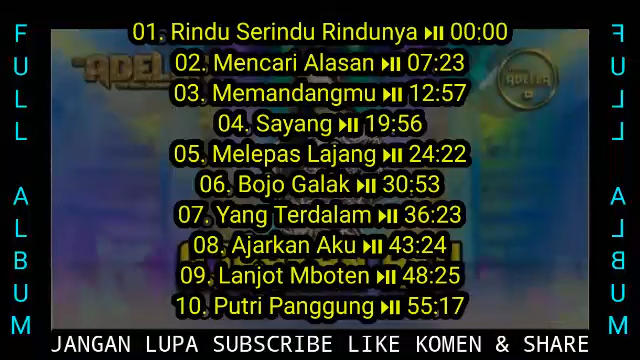 FULL ALBUM
01. Rindu Serindu Rindunya ⏯ 00:00
02. Mencari Alasan ⏯ 07:23
03. Memandangmu ⏯ 12:57
04. Sayang ⏯ 19:56
05. Melepas Lajang ⏯ 24:22
06. Bojo Galak ⏯ 30:53
07. Yang Terdalam ⏯ 36:23
08. Ajarkan Aku ⏯ 43:24
09. Lanjot Mboten ⏯ 48:25
10. Putri Panggung ⏯ 55:17
FULL ALBUM
ADELLA
ADELLA
JANGAN LUPA SUBSCRIBE LIKE KOMEN & SHARE